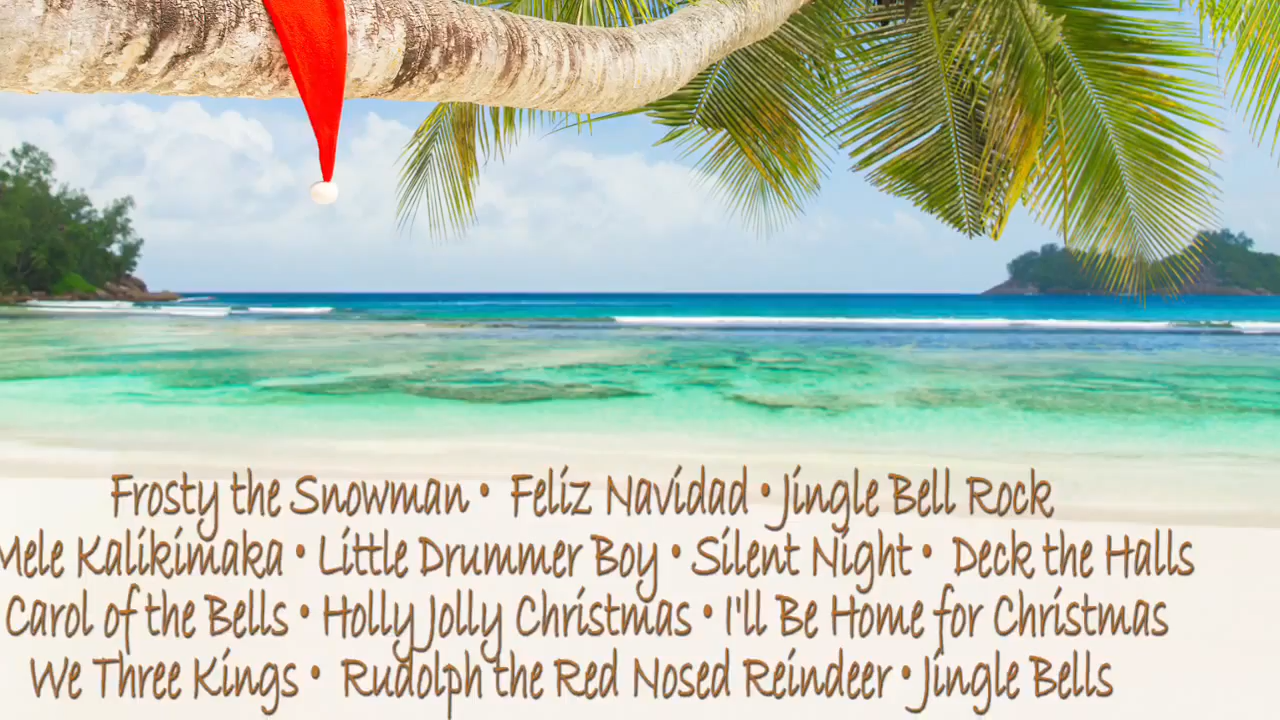 Frosty the Snowman • Feliz Navidad • Jingle Bell Rock
Mele Kalikimaka • Little Drummer Boy • Silent Night • Deck the Halls
Carol of the Bells • Holly Jolly Christmas • I'll Be Home for Christmas
We Three Kings • Rudolph the Red Nosed Reindeer • Jingle Bells